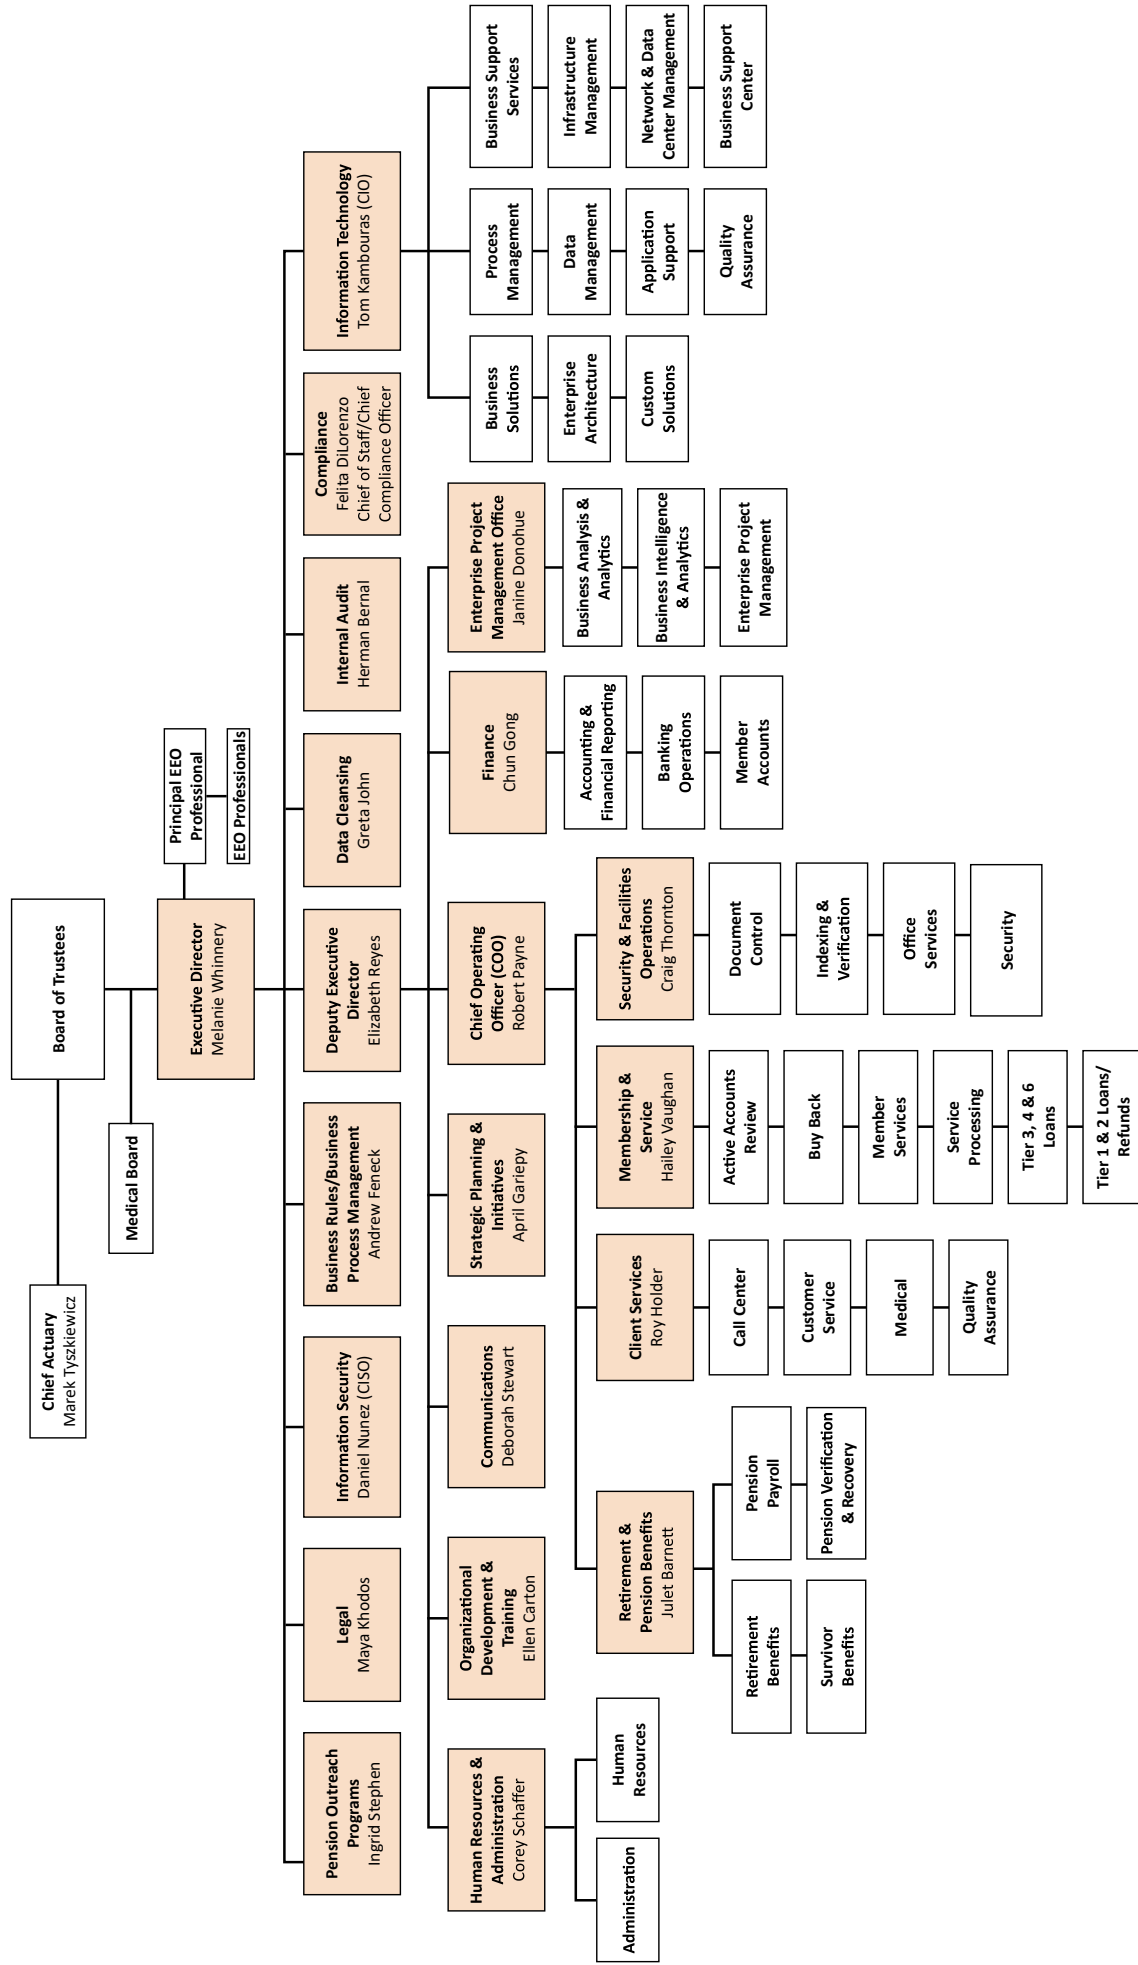 Board of Trustees
Chief Actuary
Marek Tyszkiewicz
Medical Board
Executive Director
Melanie Whinnery
Principal EEO
Professional
EEO Professionals
Pension Outreach
Programs
Ingrid Stephen
Legal
Maya Khodos
Information Security
Daniel Nunez (CISO)
Business Rules/Business
Process Management
Andrew Feneck
Deputy Executive
Director
Elizabeth Reyes
Data Cleansing
Greta John
Internal Audit
Herman Bernal
Compliance
Felita DiLorenzo
Chief of Staff/Chief
Compliance Officer
Information Technology
Tom Kambouras (CIO)
Human Resources &
Administration
Corey Schaffer
Organizational
Development &
Training
Ellen Carton
Communications
Deborah Stewart
Strategic Planning &
Initiatives
April Gariepy
Chief Operating
Officer (COO)
Robert Payne
Finance
Chun Gong
Enterprise Project
Management Office
Janine Donohue
Business
Solutions
Enterprise
Architecture
Custom
Solutions
Process
Management
Data
Management
Application
Support
Quality
Assurance
Business Support
Services
Infrastructure
Management
Network & Data
Center Management
Business Support
Center
Administration
Human
Resources
Accounting &
Financial Reporting
Banking
Operations
Member
Accounts
Business Analysis &
Analytics
Business Intelligence
& Analytics
Enterprise Project
Management
Retirement &
Pension Benefits
Julet Barnett
Retirement
Benefits
Survivor
Benefits
Pension
Payroll
Pension Verification
& Recovery
Client Services
Roy Holder
Call Center
Customer
Service
Medical
Quality
Assurance
Membership &
Service
Hailey Vaughan
Active Accounts
Review
Buy Back
Member
Services
Service
Processing
Tier 3, 4 & 6
Loans
Tier 1 & 2 Loans/
Refunds
Security & Facilities
Operations
Craig Thornton
Document
Control
Indexing &
Verification
Office
Services
Security